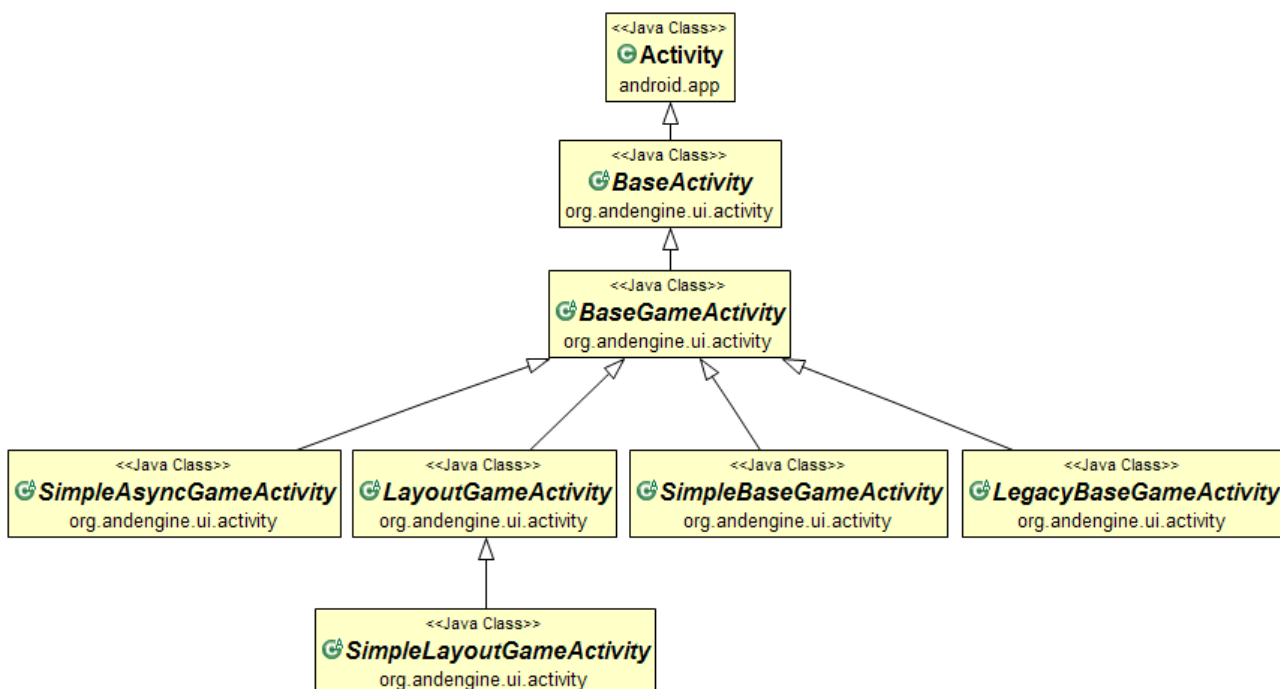 <<Java Class>>
Activity
android.app
<<Java Class>>
BaseActivity
org.andengine.ui.activity
<<Java Class>>
BaseGameActivity
org.andengine.ui.activity
<<Java Class>>
SimpleAsyncGameActivity
org.andengine.ui.activity
<<Java Class>>
LayoutGameActivity
org.andengine.ui.activity
<<Java Class>>
SimpleBaseGameActivity
org.andengine.ui.activity
<<Java Class>>
LegacyBaseGameActivity
org.andengine.ui.activity
<<Java Class>>
SimpleLayoutGameActivity
org.andengine.ui.activity